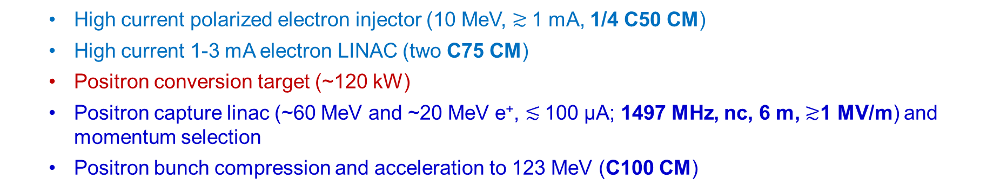 • High current polarized electron injector (10 MeV, ≳ 1 mA, 1/4 C50 CM)
• High current 1-3 mA electron LINAC (two C75 CM)
• Positron conversion target (~120 kW)
• Positron capture linac (~60 MeV and ~20 MeV e⁺, ≲ 100 µA; 1497 MHz, nc, 6 m, ≳1 MV/m) and
momentum selection
• Positron bunch compression and acceleration to 123 MeV (C100 CM)